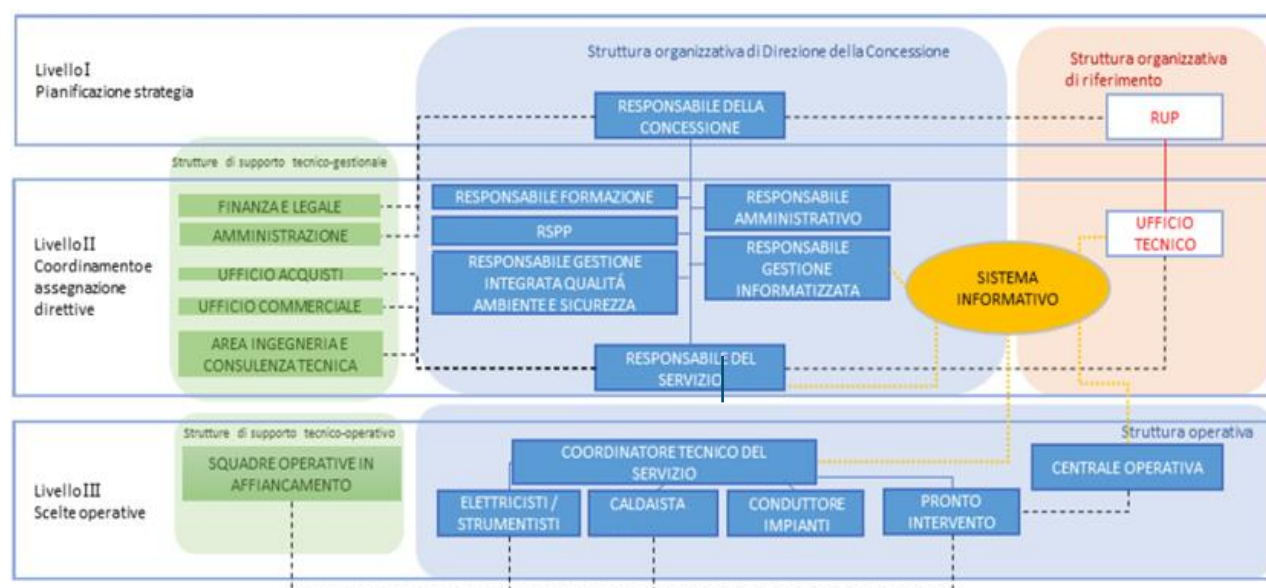 Struttura organizzativa di Direzione della Concessione
Struttura organizzativa
di riferimento
Livello I
Pianificazione strategia
RESPONSABILE DELLA
CONCESSIONE
RUP
Strutture di supporto tecnico-gestionale
FINANZA E LEGALE
AMMINISTRAZIONE
UFFICIO ACQUISTI
UFFICIO COMMERCIALE
AREA INGEGNERIA E
CONSULENZA TECNICA
Livello II
Coordinamento e
assegnazione
direttive
RESPONSABILE FORMAZIONE
RSPP
RESPONSABILE GESTIONE
INTEGRATA QUALITÁ
AMBIENTE E SICUREZZA
RESPONSABILE
AMMINISTRATIVO
RESPONSABILE
GESTIONE
INFORMATIZZATA
UFFICIO
TECNICO
SISTEMA
INFORMATIVO
RESPONSABILE DEL
SERVIZIO
Strutture di supporto tecnico-operativo
SQUADRE OPERATIVE IN
AFFIANCAMENTO
Livello III
Scelte operative
Struttura operativa
COORDINATORE TECNICO DEL
SERVIZIO
CENTRALE OPERATIVA
ELETTRICISTI /
STRUMENTISTI
CALDAISTA
CONDUTTORE
IMPIANTI
PRONTO
INTERVENTO